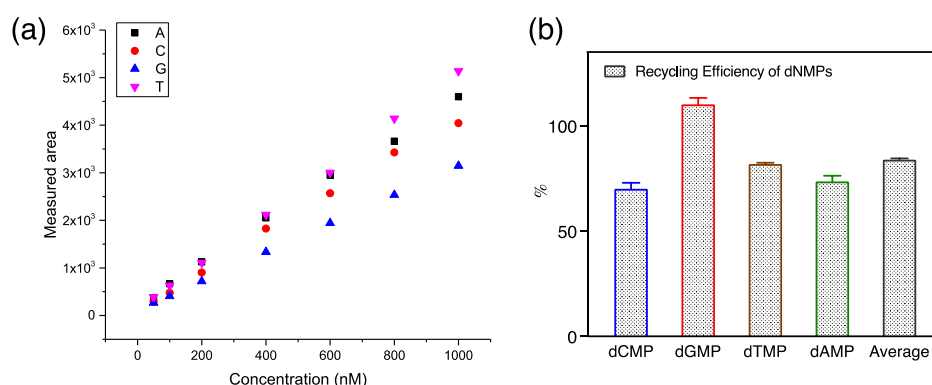 (a)
A
C
G
T
6x10³
5x10³
4x10³
3x10³
2x10³
1x10³
0
Measured area
0 200 400 600 800 1000
Concentration (nM)
(b)
Recycling Efficiency of dNMPs
100
50
0
%
dCMP dGMP dTMP dAMP Average